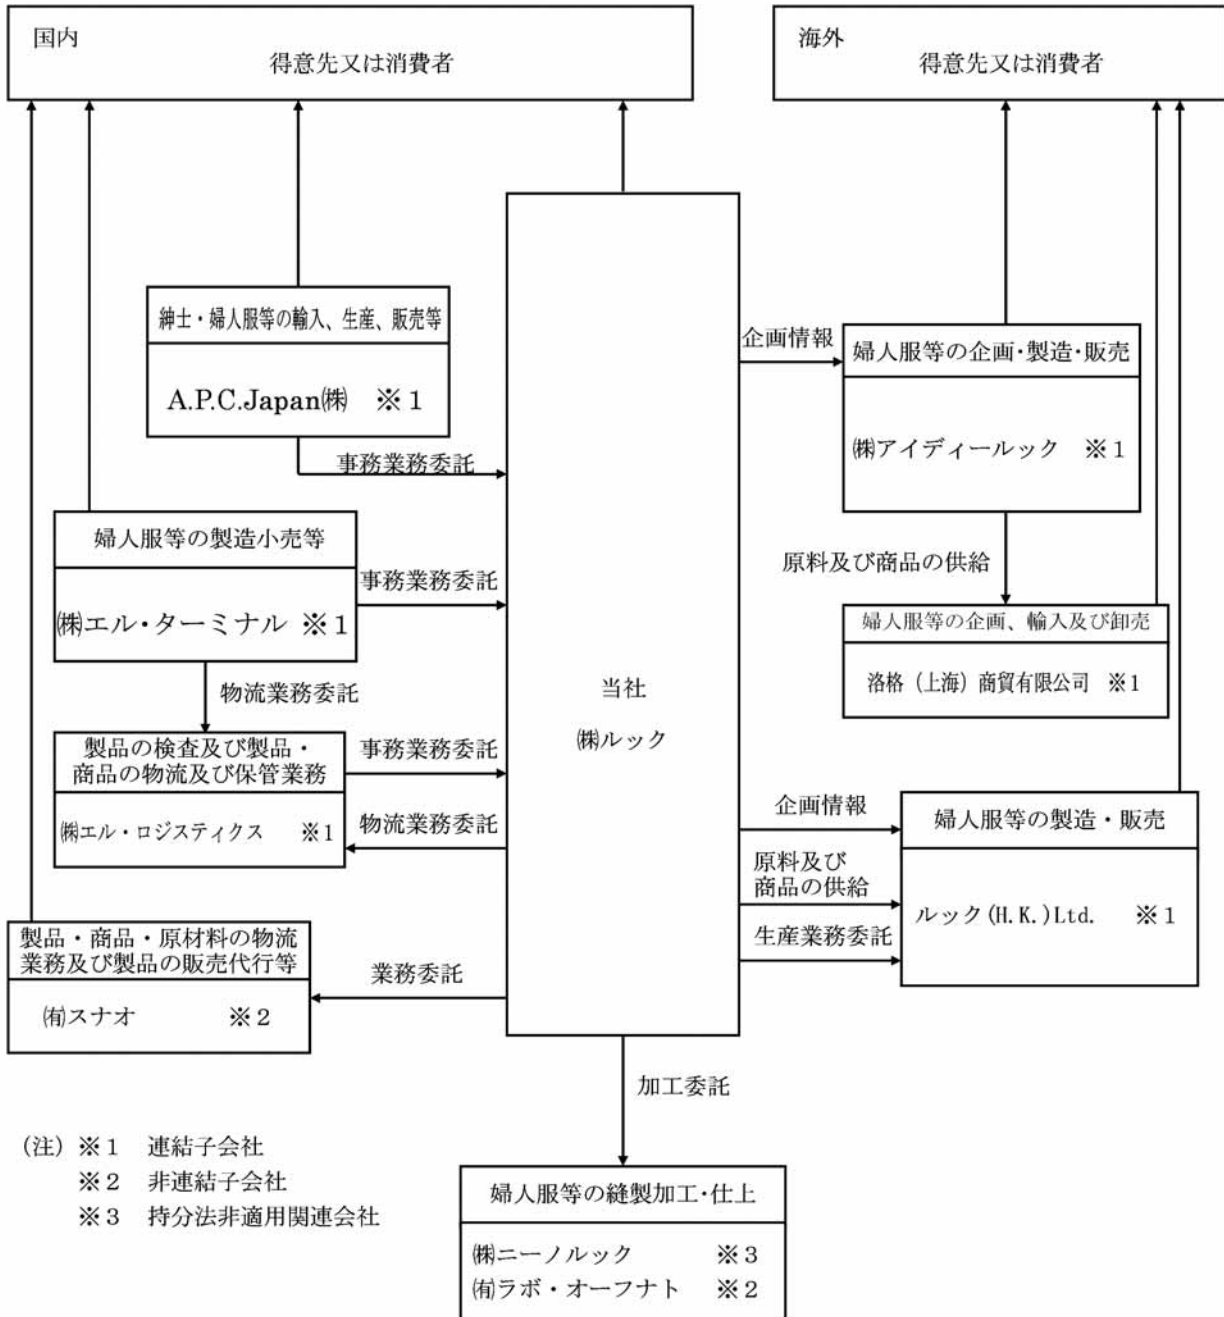 国内
得意先又は消費者
海外
得意先又は消費者
紳士・婦人服等の輸入、生産、販売等
A.P.C.Japan㈱ ※1
事務業務委託
企画情報
婦人服等の企画・製造・販売
㈱アイディールック ※1
婦人服等の製造小売等
㈱エル・ターミナル ※1
事務業務委託
原料及び商品の供給
婦人服等の企画、輸入及び卸売
洛格（上海）商貿有限公司 ※1
物流業務委託
当社
㈱ルック
製品の検査及び製品・
商品の物流及び保管業務
㈱エル・ロジスティクス ※1
事務業務委託
物流業務委託
企画情報
原料及び
商品の供給
生産業務委託
婦人服等の製造・販売
ルック(H.K.)Ltd. ※1
製品・商品・原材料の物流
業務及び製品の販売代行等
㈲スナオ ※2
業務委託
加工委託
(注) ※1 連結子会社
※2 非連結子会社
※3 持分法非適用関連会社
婦人服等の縫製加工・仕上
㈱ニーノルック ※3
㈲ラボ・オーフナト ※2